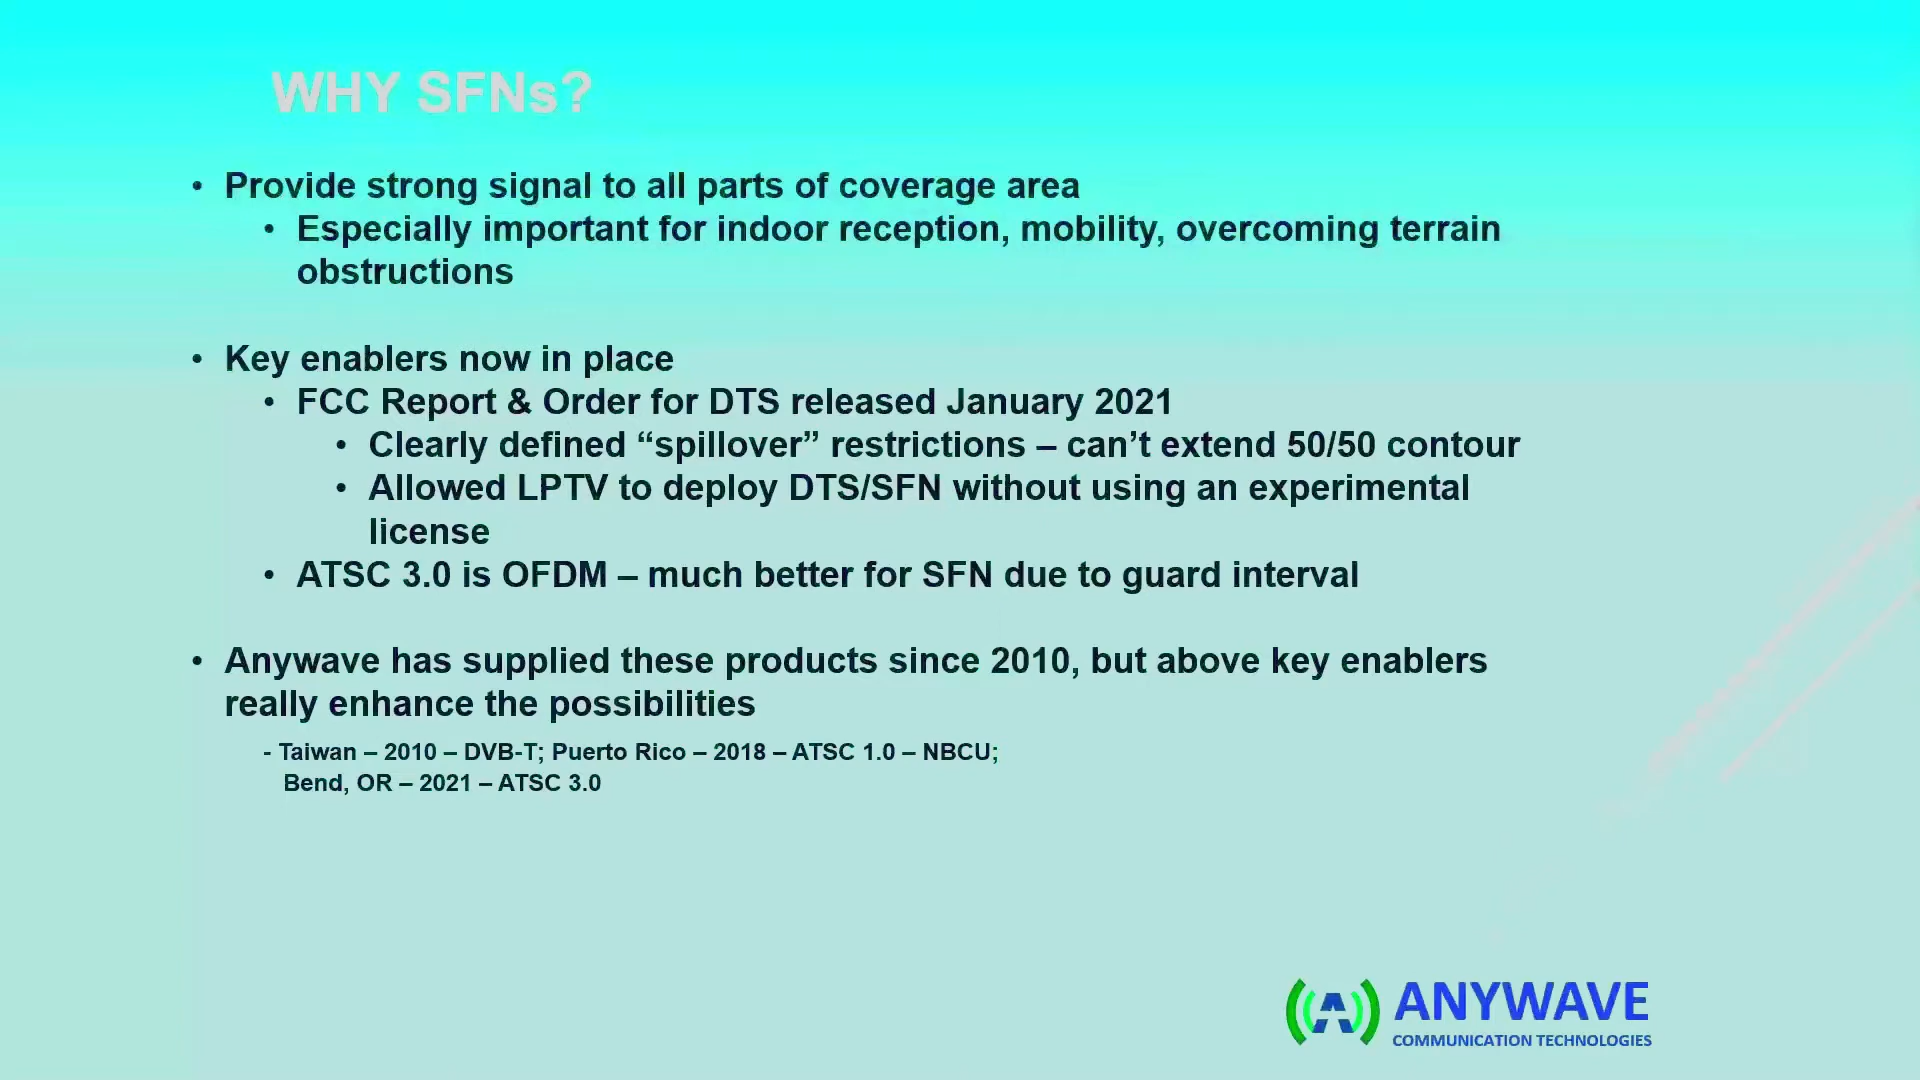 WHY SFNs?
• Provide strong signal to all parts of coverage area
• Especially important for indoor reception, mobility, overcoming terrain
obstructions
• Key enablers now in place
• FCC Report & Order for DTS released January 2021
• Clearly defined “spillover” restrictions – can’t extend 50/50 contour
• Allowed LPTV to deploy DTS/SFN without using an experimental
license
• ATSC 3.0 is OFDM – much better for SFN due to guard interval
• Anywave has supplied these products since 2010, but above key enablers
really enhance the possibilities
- Taiwan – 2010 – DVB-T; Puerto Rico – 2018 – ATSC 1.0 – NBCU;
Bend, OR – 2021 – ATSC 3.0
ANYWAVE
COMMUNICATION TECHNOLOGIES